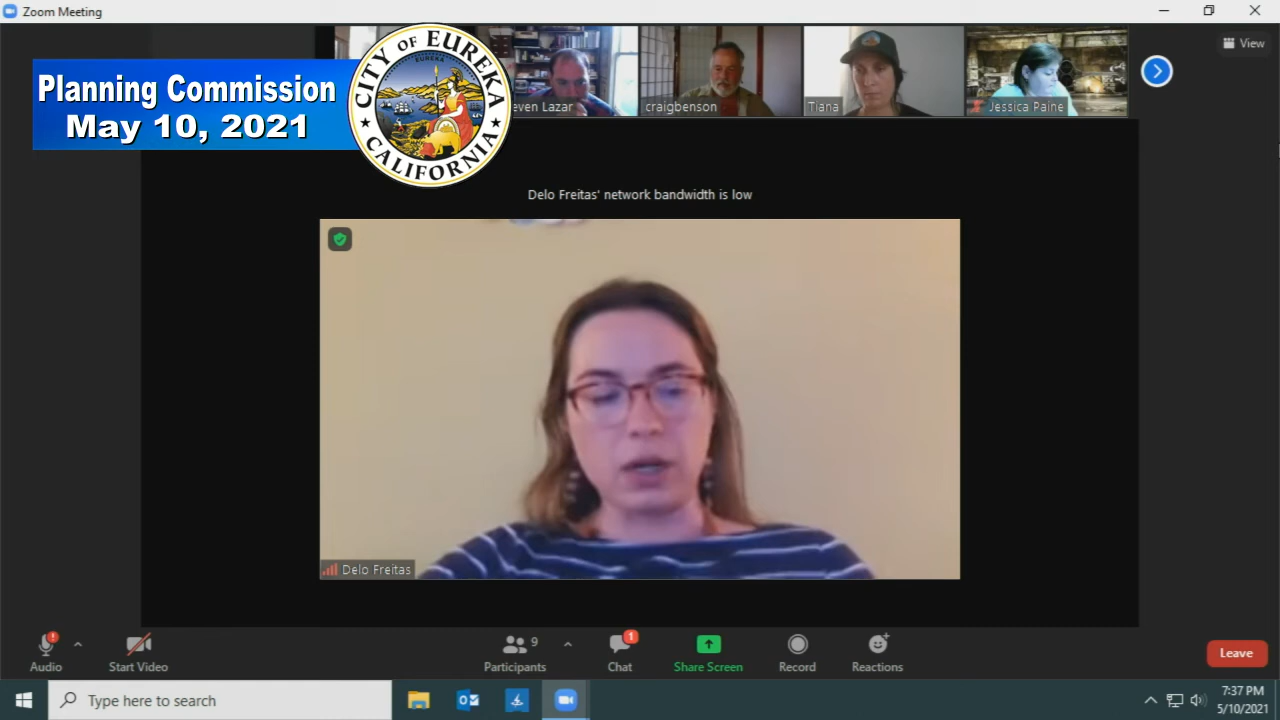 Zoom Meeting
View
Planning Commission
May 10, 2021
CITY OF EUREKA
EUREKA
CALIFORNIA
even Lazar
craigbenson
Tiana
Jessica Paine
Delo Freitas' network bandwidth is low
Delo Freitas
Audio
Start Video
9
Participants
1
Chat
Share Screen
Record
Reactions
Leave
Type here to search
7:37 PM
5/10/2021